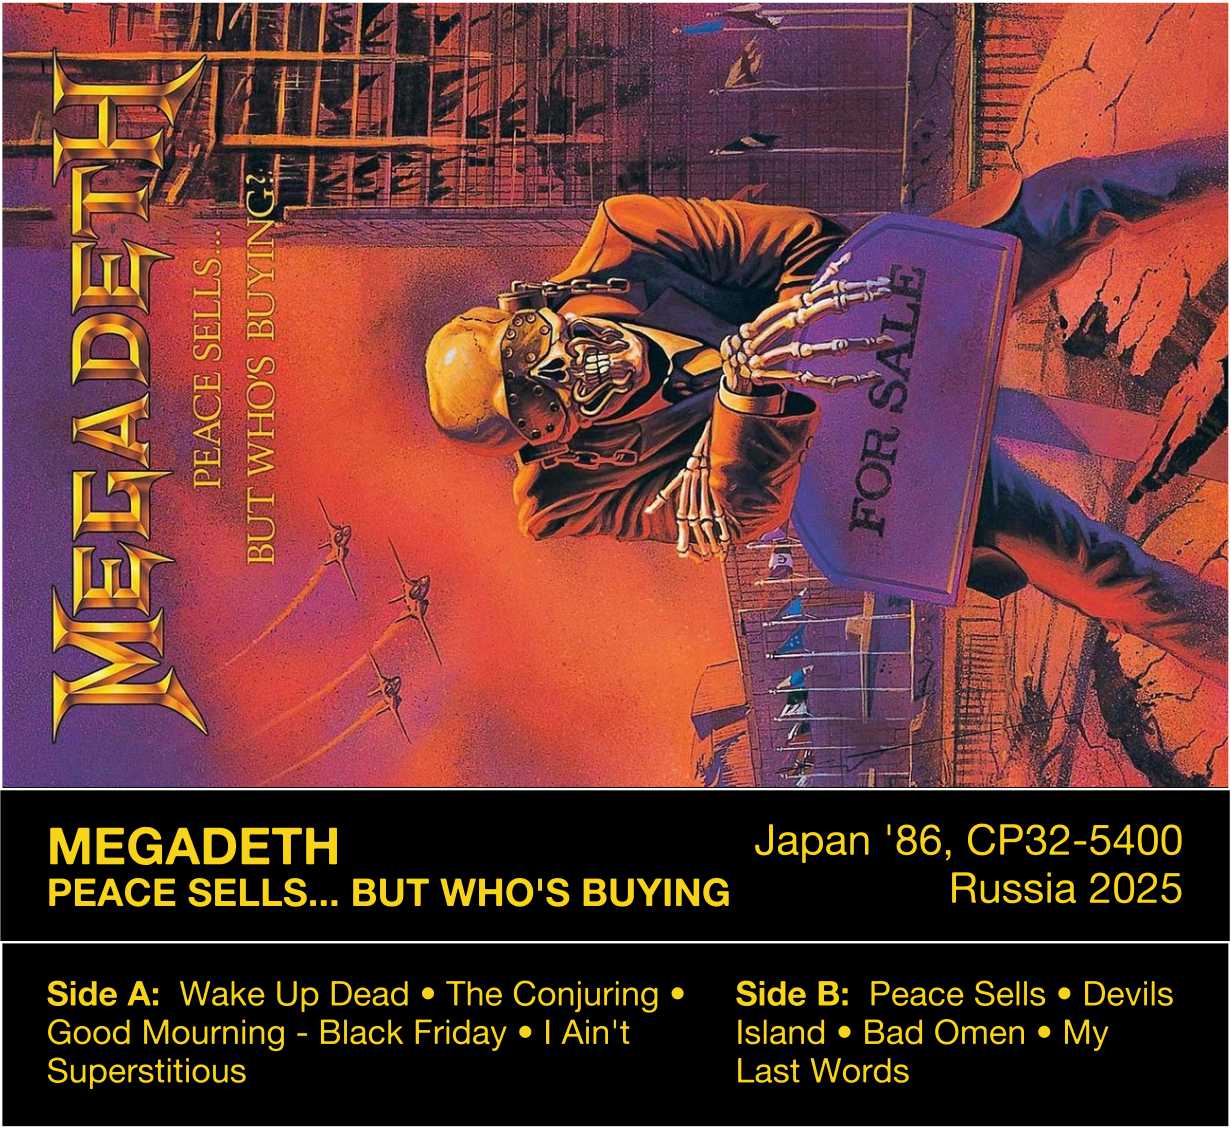 MEGADETH
PEACE SELLS...
BUT WHO'S BUYING?
FOR SALE
MEGADETH
PEACE SELLS... BUT WHO'S BUYING
Japan '86, CP32-5400
Russia 2025
Side A: Wake Up Dead • The Conjuring •
Good Mourning - Black Friday • I Ain't
Superstitious
Side B: Peace Sells • Devils
Island • Bad Omen • My
Last Words